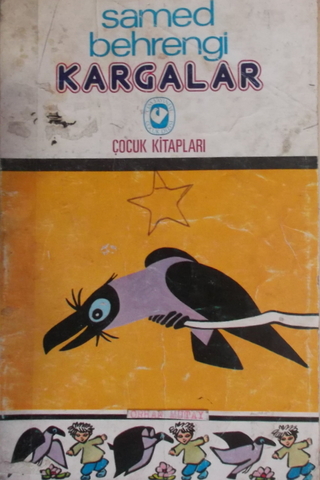 samed
behrengi
KARGALAR
ÇOCUK KİTAPLARI